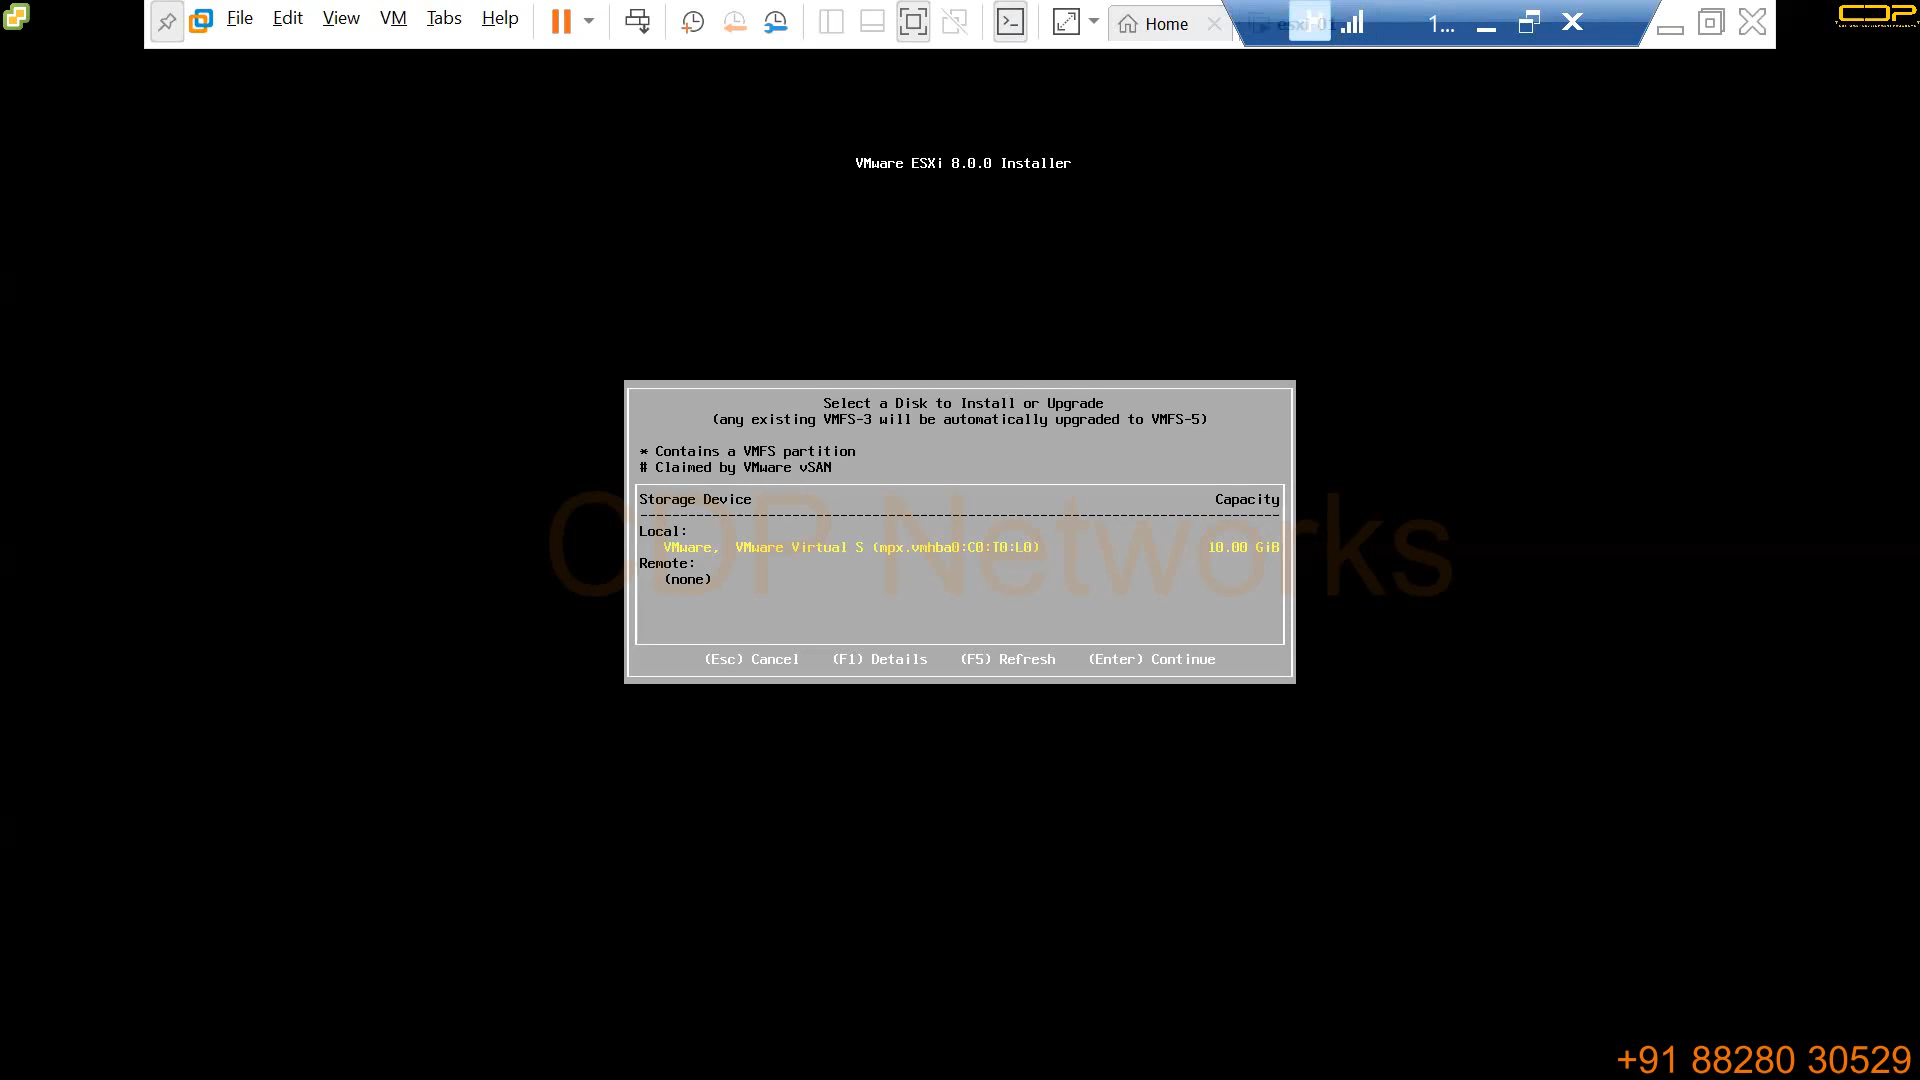 File Edit View VM Tabs Help
Home
1...
CDP
VMware ESXi 8.0.0 Installer
Select a Disk to Install or Upgrade
(any existing VMFS-3 will be automatically upgraded to VMFS-5)
* Contains a VMFS partition
# Claimed by VMware vSAN
Storage Device Capacity
Local:
VMware, VMware Virtual S (mpx.vmhba0:C0:T0:L0) 10.00 GiB
Remote:
(none)
CDP Networks
(Esc) Cancel (F1) Details (F5) Refresh (Enter) Continue
+91 88280 30529